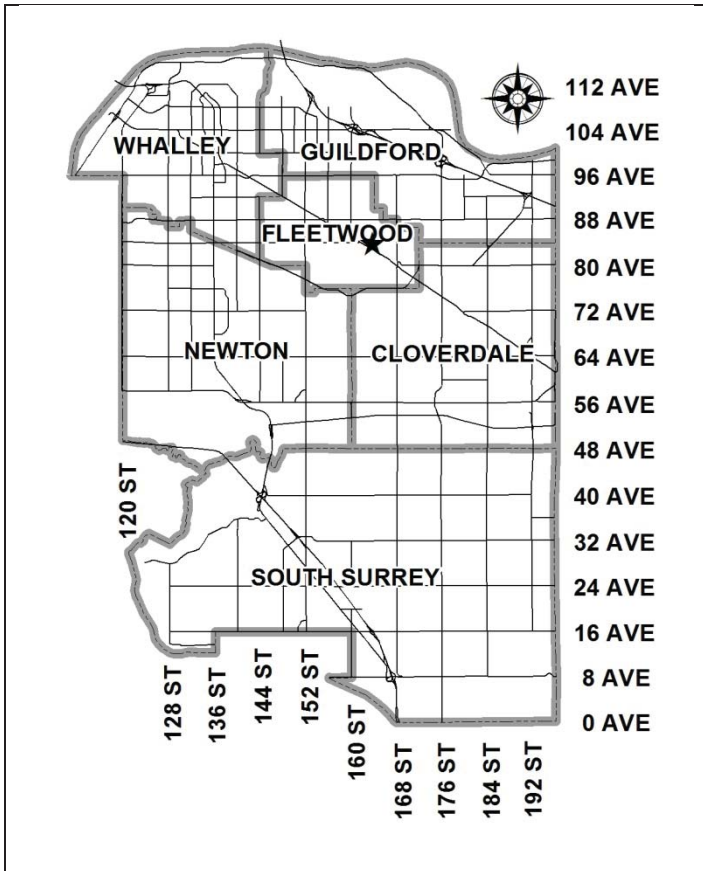 112 AVE
104 AVE
WHALLEY
GUILDFORD
96 AVE
88 AVE
FLEETWOOD
80 AVE
72 AVE
NEWTON
CLOVERDALE
64 AVE
56 AVE
48 AVE
120 ST
40 AVE
32 AVE
SOUTH SURREY
24 AVE
16 AVE
128 ST
136 ST
144 ST
152 ST
160 ST
8 AVE
0 AVE
168 ST
176 ST
184 ST
192 ST